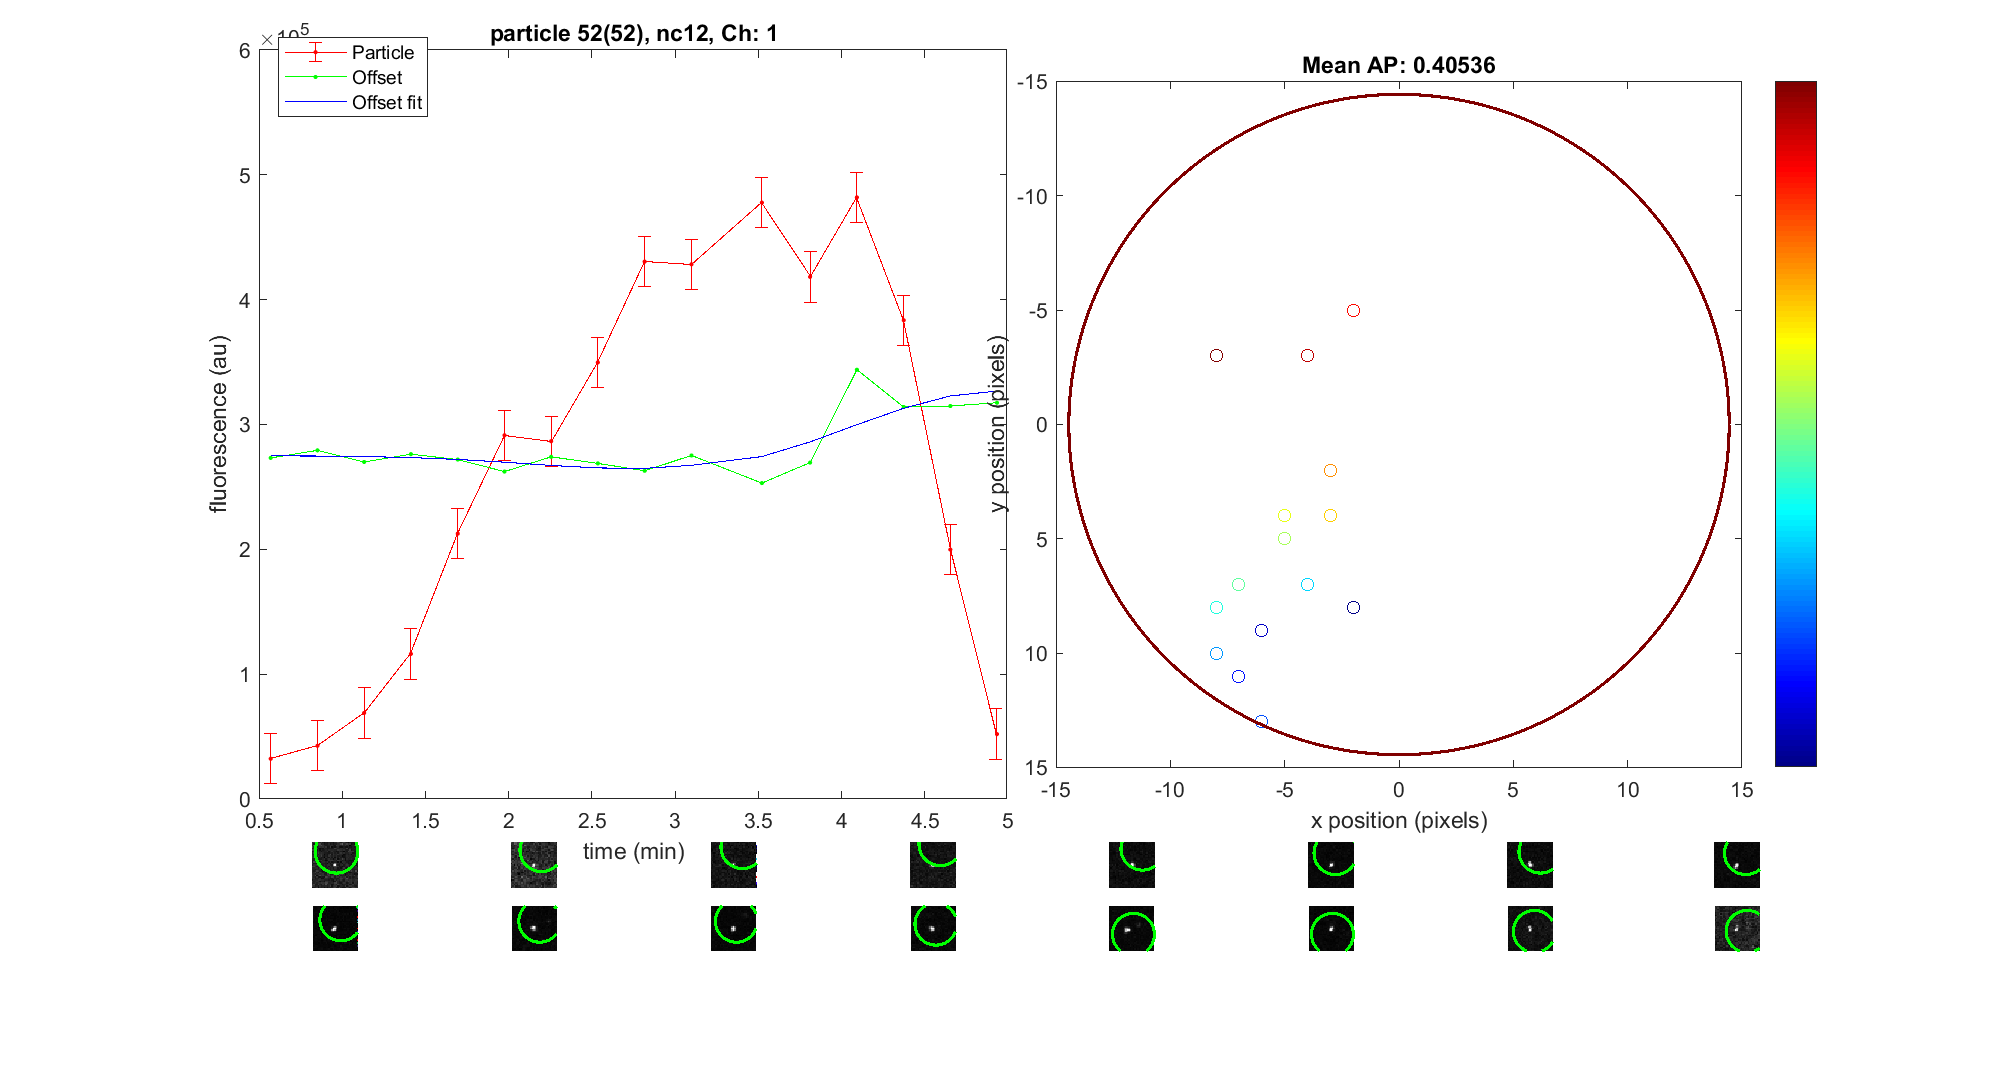 particle 52(52), nc12, Ch: 1
×10^5
Particle
Offset
Offset fit
6
5
4
3
2
1
0
fluorescence (au)
0.5 1 1.5 2 2.5 3 3.5 4 4.5 5
time (min)
Mean AP: 0.40536
-15
-10
-5
0
5
10
15
y position (pixels)
-15 -10 -5 0 5 10 15
x position (pixels)